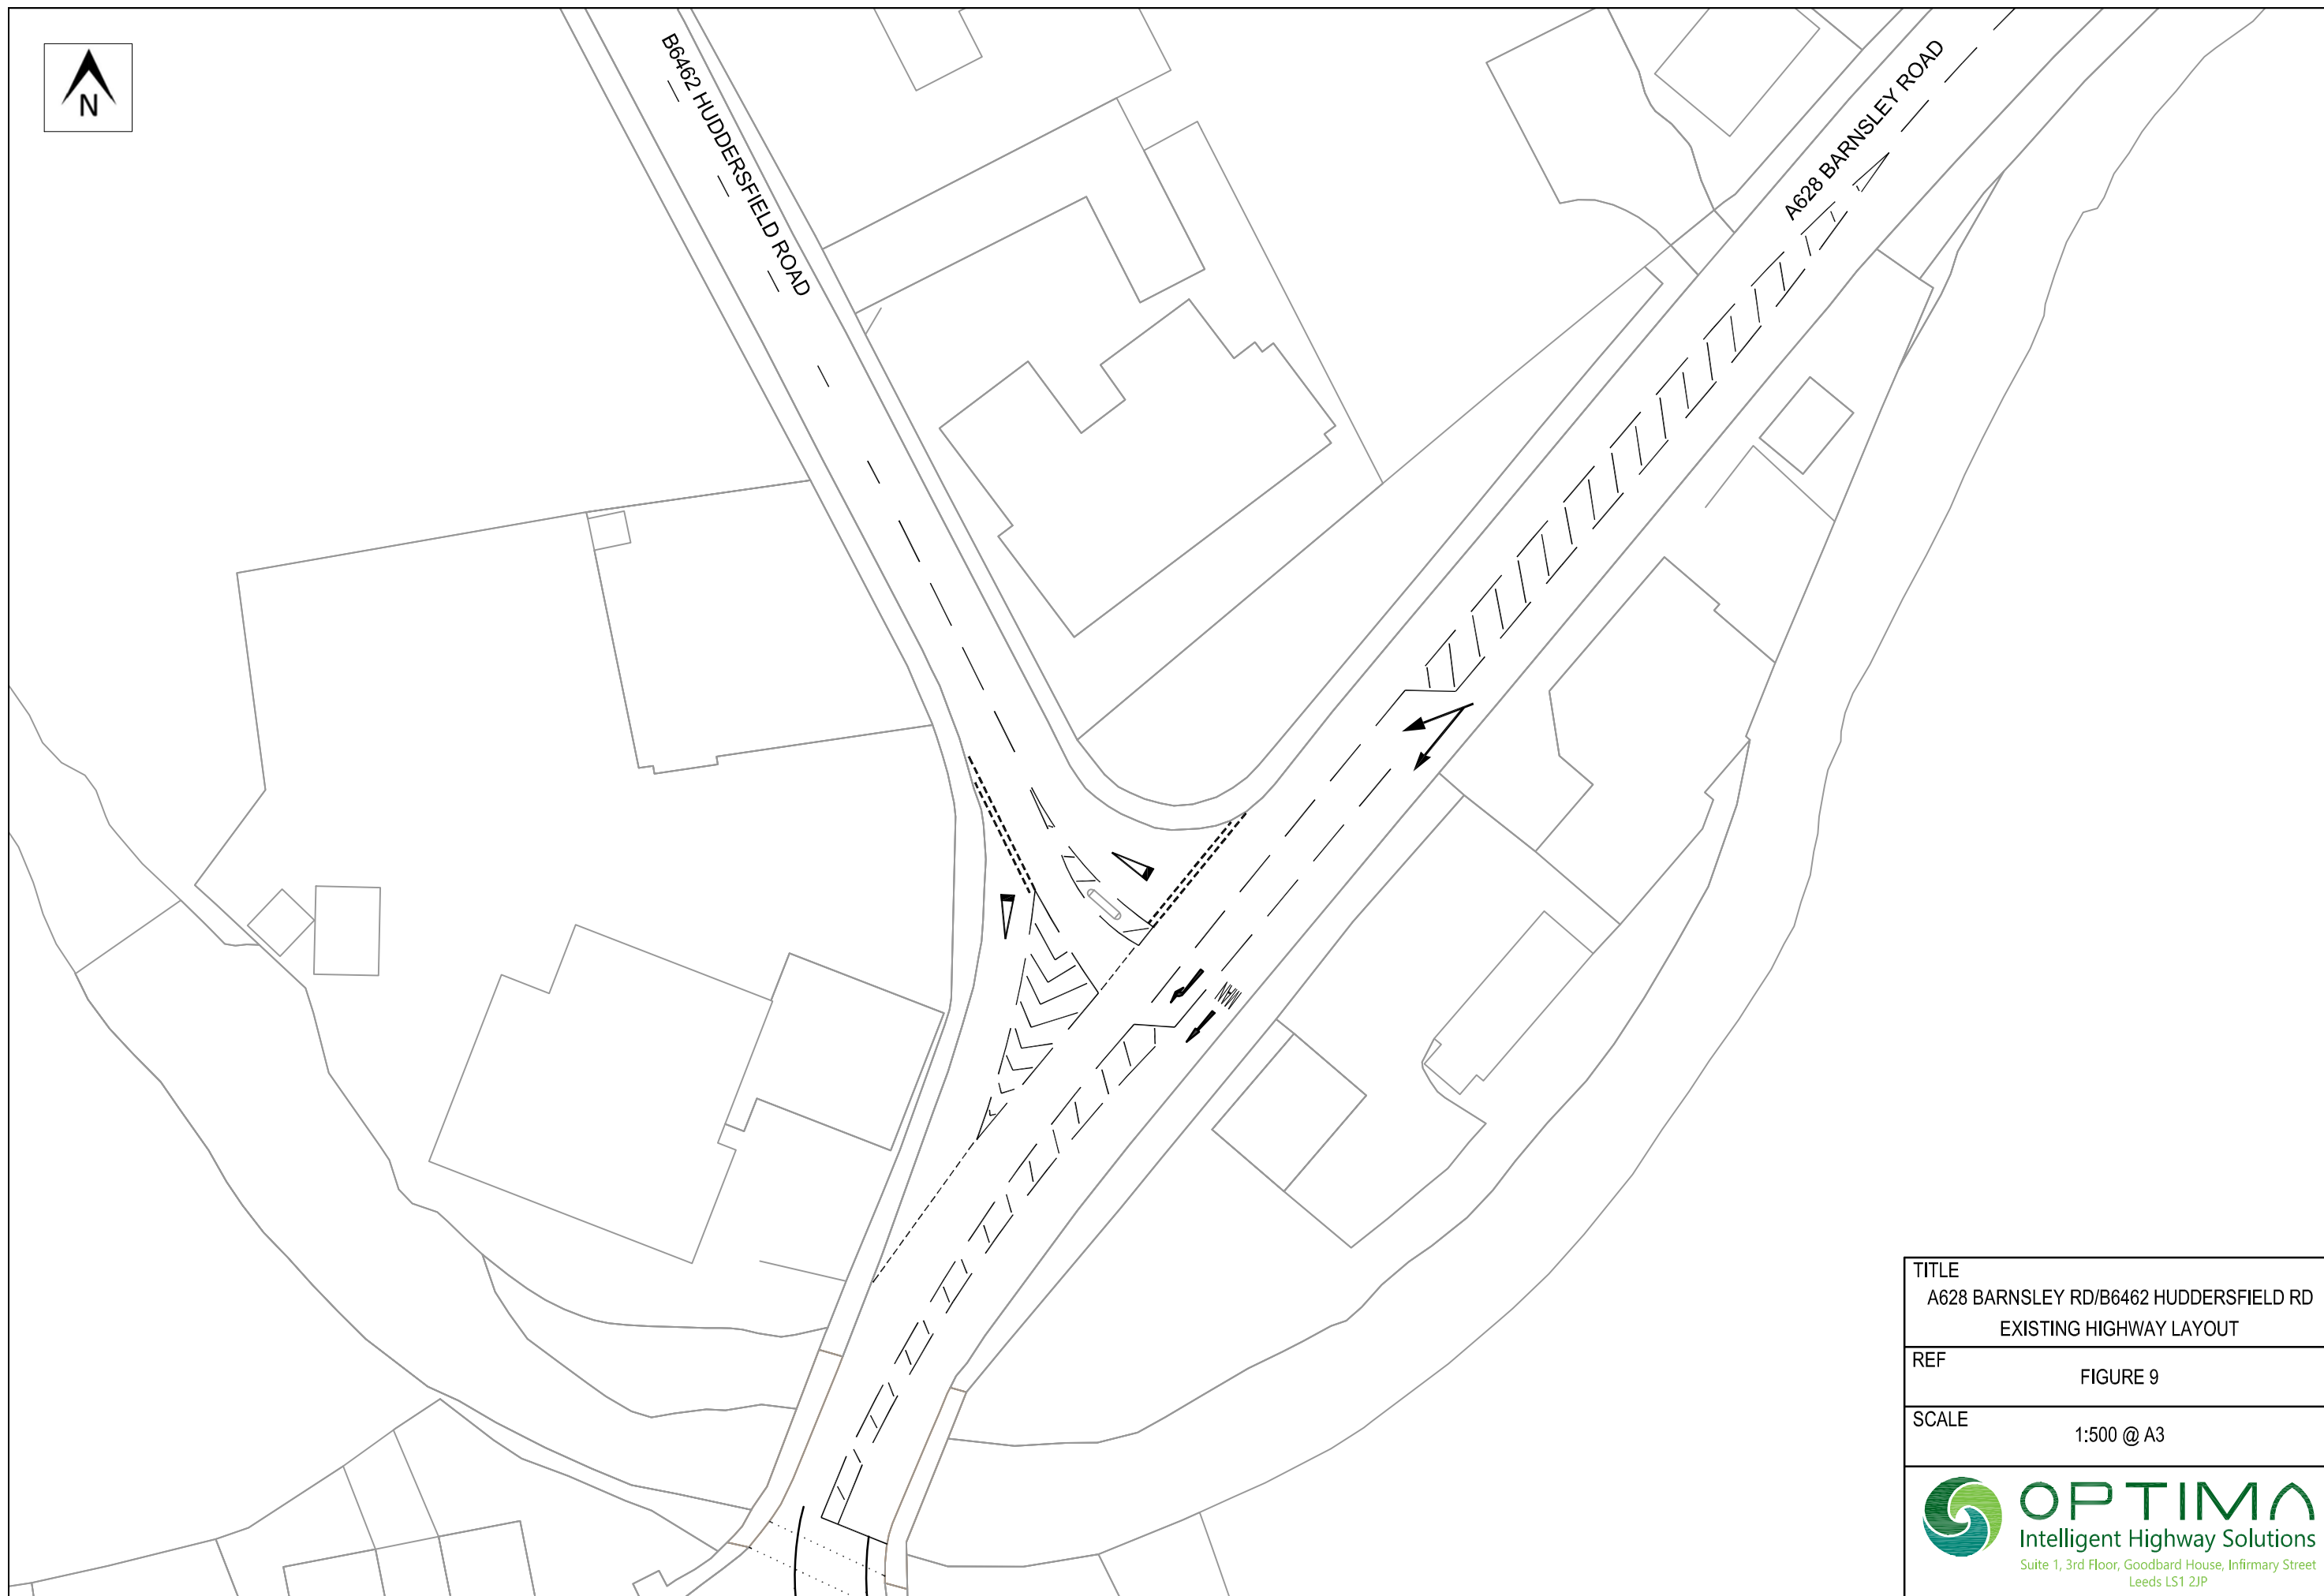 N
B6462 HUDDERSFIELD ROAD
A628 BARNSLEY ROAD
TITLE
A628 BARNSLEY RD/B6462 HUDDERSFIELD RD
EXISTING HIGHWAY LAYOUT
REF
FIGURE 9
SCALE
1:500 @ A3
OPTIMA
Intelligent Highway Solutions
Suite 1, 3rd Floor, Goodbard House, Infirmary Street
Leeds LS1 2JP